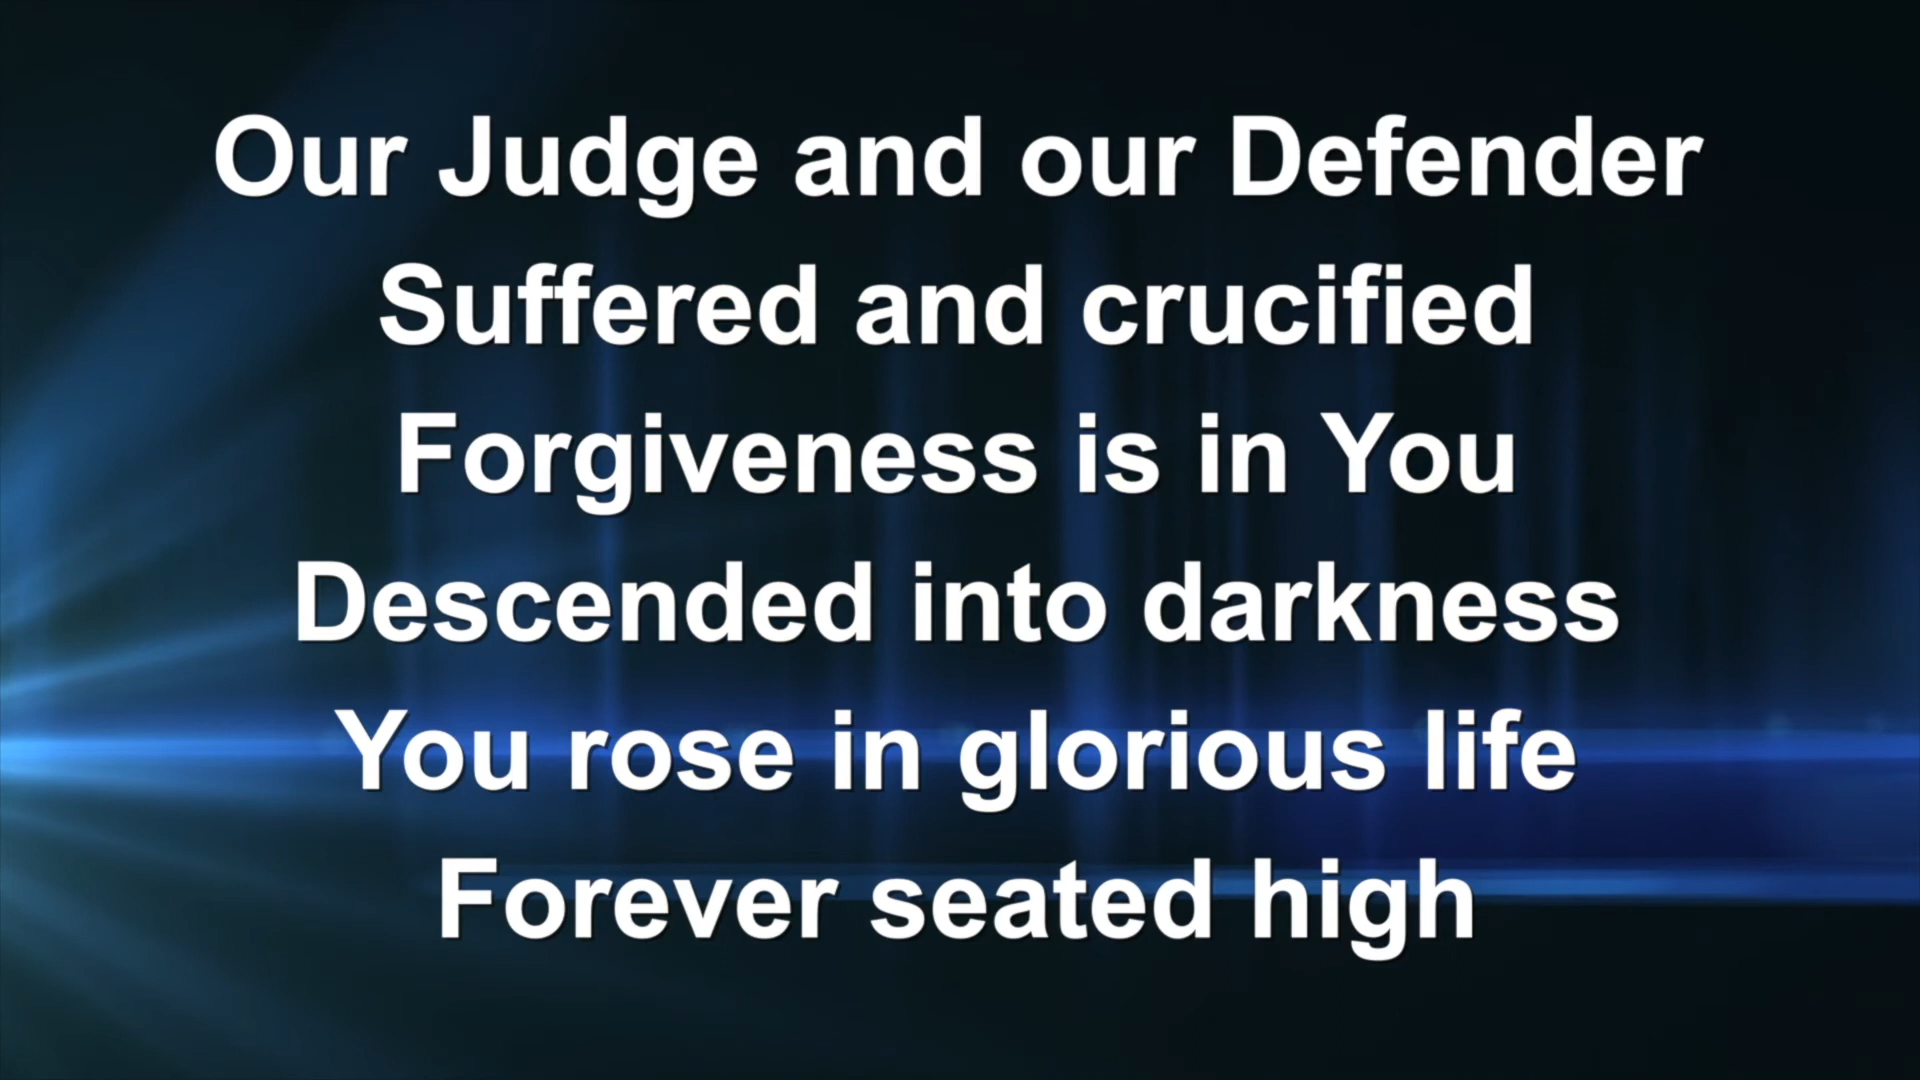 Our Judge and our Defender
Suffered and crucified
Forgiveness is in You
Descended into darkness
You rose in glorious life
Forever seated high